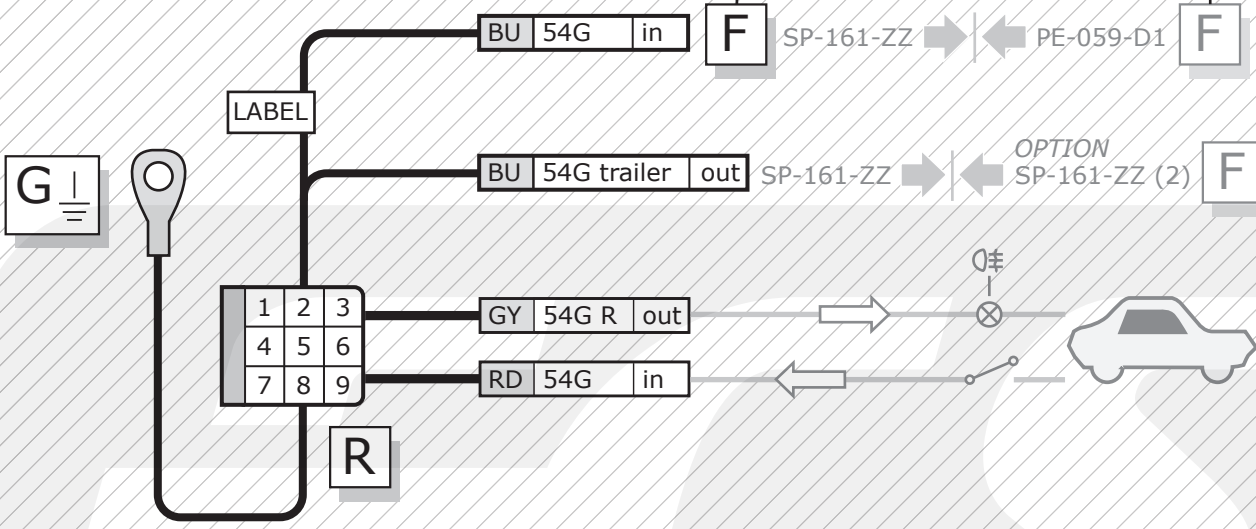 BU 54G in F SP-161-ZZ PE-059-D1 F
LABEL
OPTION
BU 54G trailer out SP-161-ZZ SP-161-ZZ (2) F
G
1 2 3
GY 54G R out
4 5 6
RD 54G in
7 8 9
R